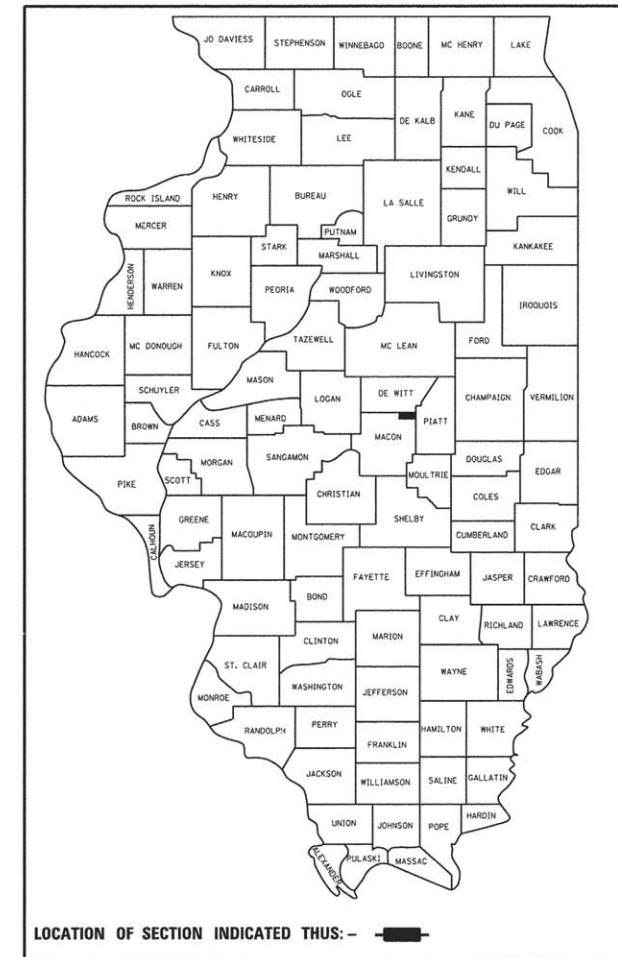 JO DAVIESS
STEPHENSON
WINNEBAGO
BOONE
MC HENRY
LAKE
CARROLL
OGLE
DE KALB
KANE
DU PAGE
COOK
WHITESIDE
LEE
KENDALL
WILL
ROCK ISLAND
HENRY
BUREAU
LA SALLE
GRUNDY
MERCER
PUTNAM
STARK
MARSHALL
KANKAKEE
HENDERSON
WARREN
KNOX
PEORIA
WOODFORD
LIVINGSTON
IROQUOIS
TAZEWELL
MC LEAN
FORD
HANCOCK
MC DONOUGH
FULTON
MASON
SCHUYLER
LOGAN
DE WITT
CHAMPAIGN
VERMILION
ADAMS
BROWN
CASS
MENARD
MACON
PIATT
SANGAMON
DOUGLAS
MORGAN
MOULTRIE
EDGAR
PIKE
SCOTT
CHRISTIAN
COLES
GREENE
MACOUPIN
MONTGOMERY
SHELBY
CUMBERLAND
CLARK
CALHOUN
JERSEY
FAYETTE
EFFINGHAM
JASPER
CRAWFORD
MADISON
BOND
CLAY
RICHLAND
LAWRENCE
CLINTON
MARION
ST. CLAIR
WAYNE
EDWARDS
WABASH
WASHINGTON
JEFFERSON
MONROE
RANDOLPH
PERRY
HAMILTON
WHITE
FRANKLIN
JACKSON
WILLIAMSON
SALINE
GALLATIN
UNION
JOHNSON
POPE
HARDIN
ALEXANDER
PULASKI
MASSAC
LOCATION OF SECTION INDICATED THUS: -